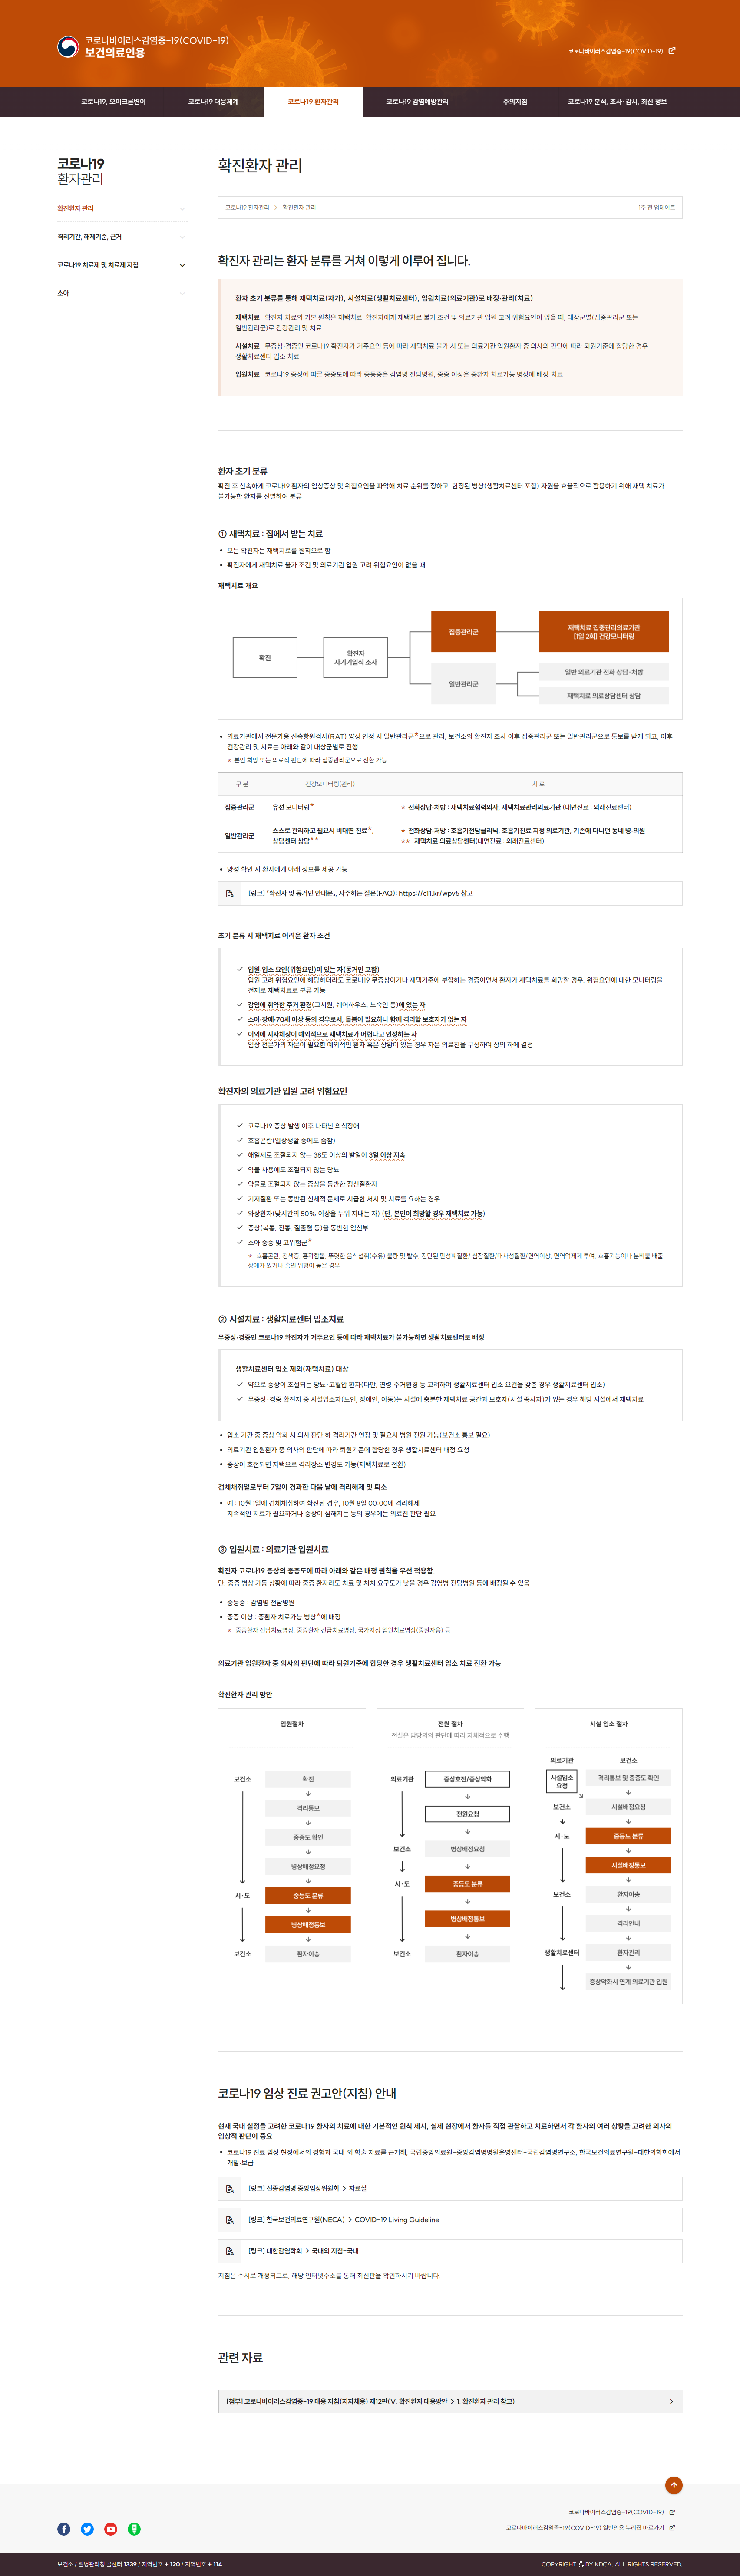 코로나바이러스감염증-19(COVID-19)
보건의료인용
코로나바이러스감염증-19(COVID-19)
코로나19, 오미크론변이
코로나19 대응체계
코로나19 환자관리
코로나19 감염예방관리
주의지침
코로나19 분석, 조사·감시, 최신 정보
코로나19
환자관리
확진환자 관리
격리기간, 해제기준, 근거
코로나19 치료제 및 치료제 지침
소아
확진환자 관리
코로나19 환자관리 > 확진환자 관리
1주 전 업데이트
확진자 관리는 환자 분류를 거쳐 이렇게 이루어 집니다.
환자 초기 분류를 통해 재택치료(자가), 시설치료(생활치료센터), 입원치료(의료기관)로 배정·관리(치료)
재택치료 확진자 치료의 기본 원칙은 재택치료. 확진자에게 재택치료 불가 조건 및 의료기관 입원 고려 위험요인이 없을 때, 대상군별(집중관리군 또는
일반관리군)로 건강관리 및 치료
시설치료 무증상·경증인 코로나19 확진자가 거주요인 등에 따라 재택치료 불가 시 또는 의료기관 입원환자 중 의사의 판단에 따라 퇴원기준에 합당한 경우
생활치료센터 입소 치료
입원치료 코로나19 증상에 따른 중증도에 따라 중등증은 감염병 전담병원, 중증 이상은 중환자 치료가능 병상에 배정·치료
환자 초기 분류
확진 후 신속하게 코로나19 환자의 임상증상 및 위험요인을 파악해 치료 순위를 정하고, 한정된 병상(생활치료센터 포함) 자원을 효율적으로 활용하기 위해 재택 치료가
불가능한 환자를 선별하여 분류
① 재택치료 : 집에서 받는 치료
• 모든 확진자는 재택치료를 원칙으로 함
• 확진자에게 재택치료 불가 조건 및 의료기관 입원 고려 위험요인이 없을 때
재택치료 개요
확진
확진자
자기기입식 조사
집중관리군
재택치료 집중관리의료기관
[1일 2회] 건강모니터링
일반관리군
일반 의료기관 전화 상담·처방
재택치료 의료상담센터 상담
• 의료기관에서 전문가용 신속항원검사(RAT) 양성 인정 시 일반관리군*으로 관리, 보건소의 확진자 조사 이후 집중관리군 또는 일반관리군으로 통보를 받게 되고, 이후
건강관리 및 치료는 아래와 같이 대상군별로 진행
* 본인 희망 또는 의료적 판단에 따라 집중관리군으로 전환 가능
구 분
건강모니터링(관리)
치 료
집중관리군
유선 모니터링*
* 전화상담·처방 : 재택치료협력의사, 재택치료관리의료기관 (대면진료 : 외래진료센터)
일반관리군
스스로 관리하고 필요시 비대면 진료*,
상담센터 상담**
* 전화상담·처방 : 호흡기전담클리닉, 호흡기진료 지정 의료기관, 기존에 다니던 동네 병·의원
** 재택치료 의료상담센터(대면진료 : 외래진료센터)
• 양성 확인 시 환자에게 아래 정보를 제공 가능
[링크] 「확진자 및 동거인 안내문」, 자주하는 질문(FAQ): https://c11.kr/wpv5 참고
초기 분류 시 재택치료 어려운 환자 조건
입원·입소 요인(위험요인)이 있는 자(동거인 포함)
입원 고려 위험요인에 해당하더라도 코로나19 무증상이거나 재택기준에 부합하는 경증이면서 환자가 재택치료를 희망할 경우, 위험요인에 대한 모니터링을
전제로 재택치료로 분류 가능
감염에 취약한 주거 환경(고시원, 쉐어하우스, 노숙인 등)에 있는 자
소아·장애·70세 이상 등의 경우로서, 돌봄이 필요하나 함께 격리할 보호자가 없는 자
이외에 지자체장이 예외적으로 재택치료가 어렵다고 인정하는 자
임상 전문가의 자문이 필요한 예외적인 환자 혹은 상황이 있는 경우 자문 의료진을 구성하여 상의 하에 결정
확진자의 의료기관 입원 고려 위험요인
코로나19 증상 발생 이후 나타난 의식장애
호흡곤란(일상생활 중에도 숨참)
해열제로 조절되지 않는 38도 이상의 발열이 3일 이상 지속
약물 사용에도 조절되지 않는 당뇨
약물로 조절되지 않는 증상을 동반한 정신질환자
기저질환 또는 동반된 신체적 문제로 시급한 처치 및 치료를 요하는 경우
와상환자(낮시간의 50% 이상을 누워 지내는 자) (단, 본인이 희망할 경우 재택치료 가능)
증상(복통, 진통, 질출혈 등)을 동반한 임신부
소아 중증 및 고위험군*
* 호흡곤란, 청색증, 흉곽함몰, 뚜렷한 음식섭취(수유) 불량 및 탈수, 진단된 만성폐질환/ 심장질환/대사성질환/면역이상, 면역억제제 투여, 호흡기능이나 분비물 배출
장애가 있거나 흡인 위험이 높은 경우
② 시설치료 : 생활치료센터 입소치료
무증상·경증인 코로나19 확진자가 거주요인 등에 따라 재택치료가 불가능하면 생활치료센터로 배정
생활치료센터 입소 제외(재택치료) 대상
약으로 증상이 조절되는 당뇨·고혈압 환자(다만, 연령·주거환경 등 고려하여 생활치료센터 입소 요건을 갖춘 경우 생활치료센터 입소)
무증상·경증 확진자 중 시설입소자(노인, 장애인, 아동)는 시설에 충분한 재택치료 공간과 보호자(시설 종사자)가 있는 경우 해당 시설에서 재택치료
• 입소 기간 중 증상 악화 시 의사 판단 하 격리기간 연장 및 필요시 병원 전원 가능(보건소 통보 필요)
• 의료기관 입원환자 중 의사의 판단에 따라 퇴원기준에 합당한 경우 생활치료센터 배정 요청
• 증상이 호전되면 자택으로 격리장소 변경도 가능(재택치료로 전환)
검체채취일로부터 7일이 경과한 다음 날에 격리해제 및 퇴소
• 예 : 10월 1일에 검체채취하여 확진된 경우, 10월 8일 00:00에 격리해제
지속적인 치료가 필요하거나 증상이 심해지는 등의 경우에는 의료진 판단 필요
③ 입원치료 : 의료기관 입원치료
확진자 코로나19 증상의 중증도에 따라 아래와 같은 배정 원칙을 우선 적용함.
단, 중증 병상 가동 상황에 따라 중증 환자라도 치료 및 처치 요구도가 낮을 경우 감염병 전담병원 등에 배정될 수 있음
• 중등증 : 감염병 전담병원
• 중증 이상 : 중환자 치료가능 병상*에 배정
* 중증환자 전담치료병상, 중증환자 긴급치료병상, 국가지정 입원치료병상(중환자용) 등
의료기관 입원환자 중 의사의 판단에 따라 퇴원기준에 합당한 경우 생활치료센터 입소 치료 전환 가능
확진환자 관리 방안
입원절차
보건소
확진
격리통보
중증도 확인
병상배정요청
시·도
중등도 분류
병상배정통보
보건소
환자이송
전원 절차
전실은 담당의의 판단에 따라 자체적으로 수행
의료기관
증상호전/증상악화
전원요청
보건소
병상배정요청
시·도
중등도 분류
병상배정통보
보건소
환자이송
시설 입소 절차
의료기관
보건소
시설입소
요청
격리통보 및 중증도 확인
보건소
시설배정요청
시·도
중등도 분류
시설배정통보
보건소
환자이송
격리안내
생활치료센터
환자관리
증상악화시 연계 의료기관 입원
코로나19 임상 진료 권고안(지침) 안내
현재 국내 실정을 고려한 코로나19 환자의 치료에 대한 기본적인 원칙 제시, 실제 현장에서 환자를 직접 관찰하고 치료하면서 각 환자의 여러 상황을 고려한 의사의
임상적 판단이 중요
• 코로나19 진료 임상 현장에서의 경험과 국내·외 학술 자료를 근거해, 국립중앙의료원-중앙감염병병원운영센터-국립감염병연구소, 한국보건의료연구원-대한의학회에서
개발·보급
[링크] 신종감염병 중앙임상위원회 > 자료실
[링크] 한국보건의료연구원(NECA) > COVID-19 Living Guideline
[링크] 대한감염학회 > 국내외 지침-국내
지침은 수시로 개정되므로, 해당 인터넷주소를 통해 최신판을 확인하시기 바랍니다.
관련 자료
[첨부] 코로나바이러스감염증-19 대응 지침(지자체용) 제12판(Ⅴ. 확진환자 대응방안 > 1. 확진환자 관리 참고)
코로나바이러스감염증-19(COVID-19)
코로나바이러스감염증-19(COVID-19) 일반인용 누리집 바로가기
보건소 / 질병관리청 콜센터 1339 / 지역번호 + 120 / 지역번호 + 114
COPYRIGHT © BY KDCA. ALL RIGHTS RESERVED.